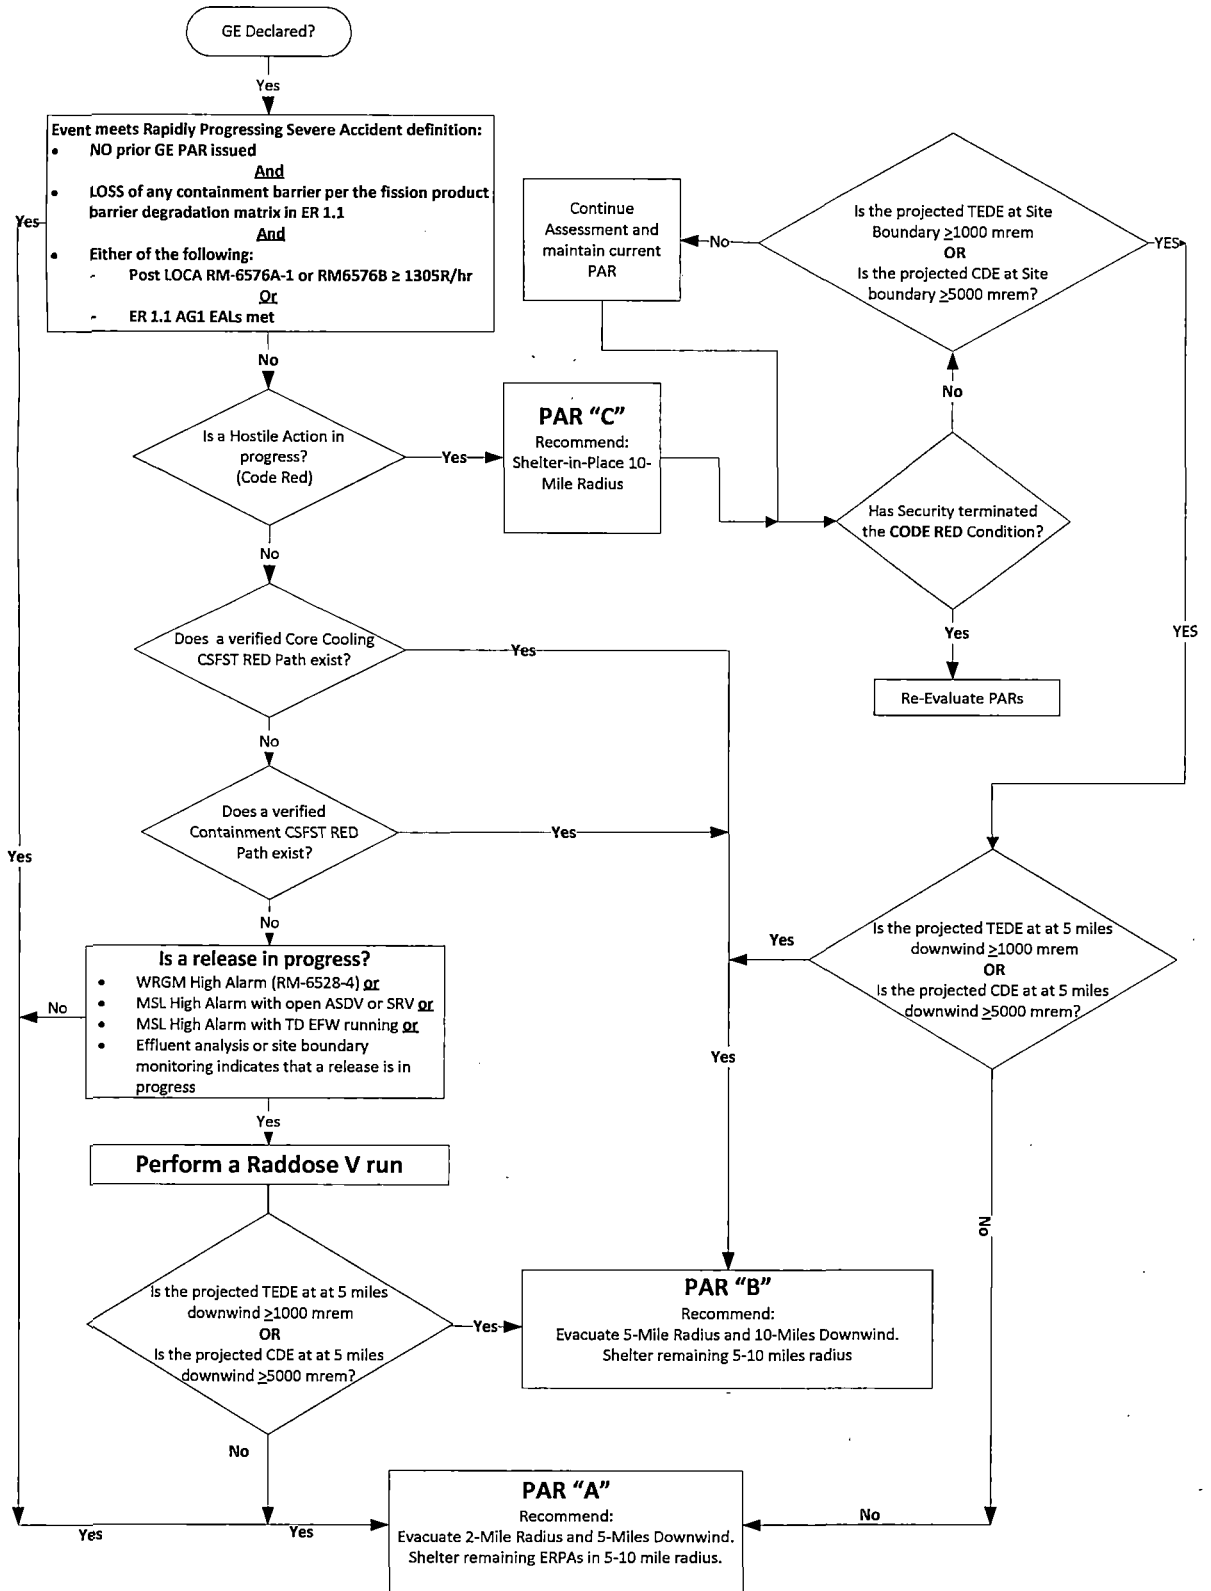 GE Declared?
Yes
Event meets Rapidly Progressing Severe Accident definition:
• NO prior GE PAR issued
And
• LOSS of any containment barrier per the fission product
barrier degradation matrix in ER 1.1
And
• Either of the following:
- Post LOCA RM-6576A-1 or RM6576B ≥ 1305R/hr
Or
- ER 1.1 AG1 EALs met
Yes
No
Is a Hostile Action in
progress?
(Code Red)
Yes
PAR “C”
Recommend:
Shelter-in-Place 10-
Mile Radius
Continue
Assessment and
maintain current
PAR
No
Is the projected TEDE at Site
Boundary ≥1000 mrem
OR
Is the projected CDE at Site
boundary ≥5000 mrem?
YES
No
Has Security terminated
the CODE RED Condition?
Yes
Re-Evaluate PARs
YES
No
Does a verified Core Cooling
CSFST RED Path exist?
Yes
No
Does a verified
Containment CSFST RED
Path exist?
Yes
Yes
No
Is a release in progress?
• WRGM High Alarm (RM-6528-4) or
• MSL High Alarm with open ASDV or SRV or
• MSL High Alarm with TD EFW running or
• Effluent analysis or site boundary
monitoring indicates that a release is in
progress
No
Is the projected TEDE at at 5 miles
downwind ≥1000 mrem
OR
Is the projected CDE at at 5 miles
downwind ≥5000 mrem?
Yes
Yes
No
Yes
Perform a Raddose V run
Is the projected TEDE at at 5 miles
downwind ≥1000 mrem
OR
Is the projected CDE at at 5 miles
downwind ≥5000 mrem?
Yes
PAR “B”
Recommend:
Evacuate 5-Mile Radius and 10-Miles Downwind.
Shelter remaining 5-10 miles radius
No
Yes
Yes
PAR “A”
Recommend:
Evacuate 2-Mile Radius and 5-Miles Downwind.
Shelter remaining ERPAs in 5-10 mile radius.
No